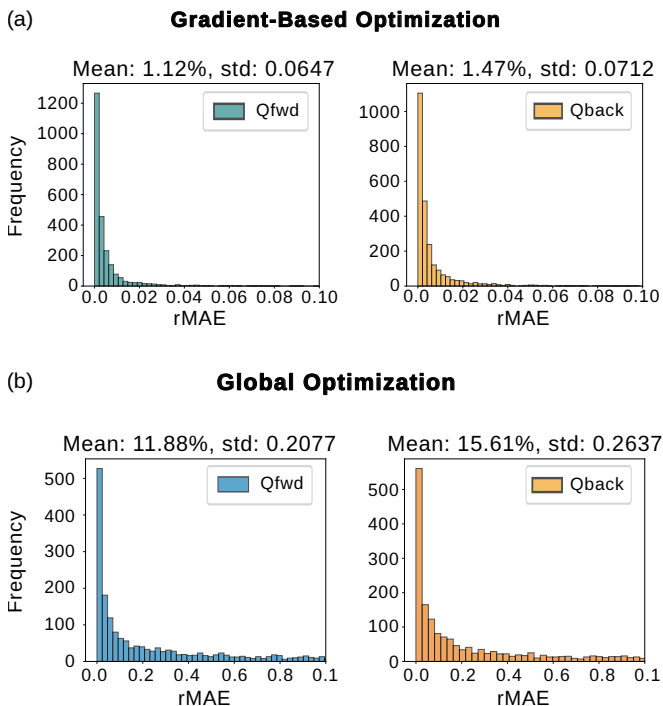 (a) Gradient-Based Optimization
Mean: 1.12%, std: 0.0647
Qfwd
Frequency
1200
1000
800
600
400
200
0
0.0 0.02 0.04 0.06 0.08 0.10
rMAE
Mean: 1.47%, std: 0.0712
Qback
1000
800
600
400
200
0
0.0 0.02 0.04 0.06 0.08 0.10
rMAE
(b) Global Optimization
Mean: 11.88%, std: 0.2077
Qfwd
Frequency
500
400
300
200
100
0
0.0 0.2 0.4 0.6 0.8 0.1
rMAE
Mean: 15.61%, std: 0.2637
Qback
500
400
300
200
100
0
0.0 0.2 0.4 0.6 0.8 0.1
rMAE